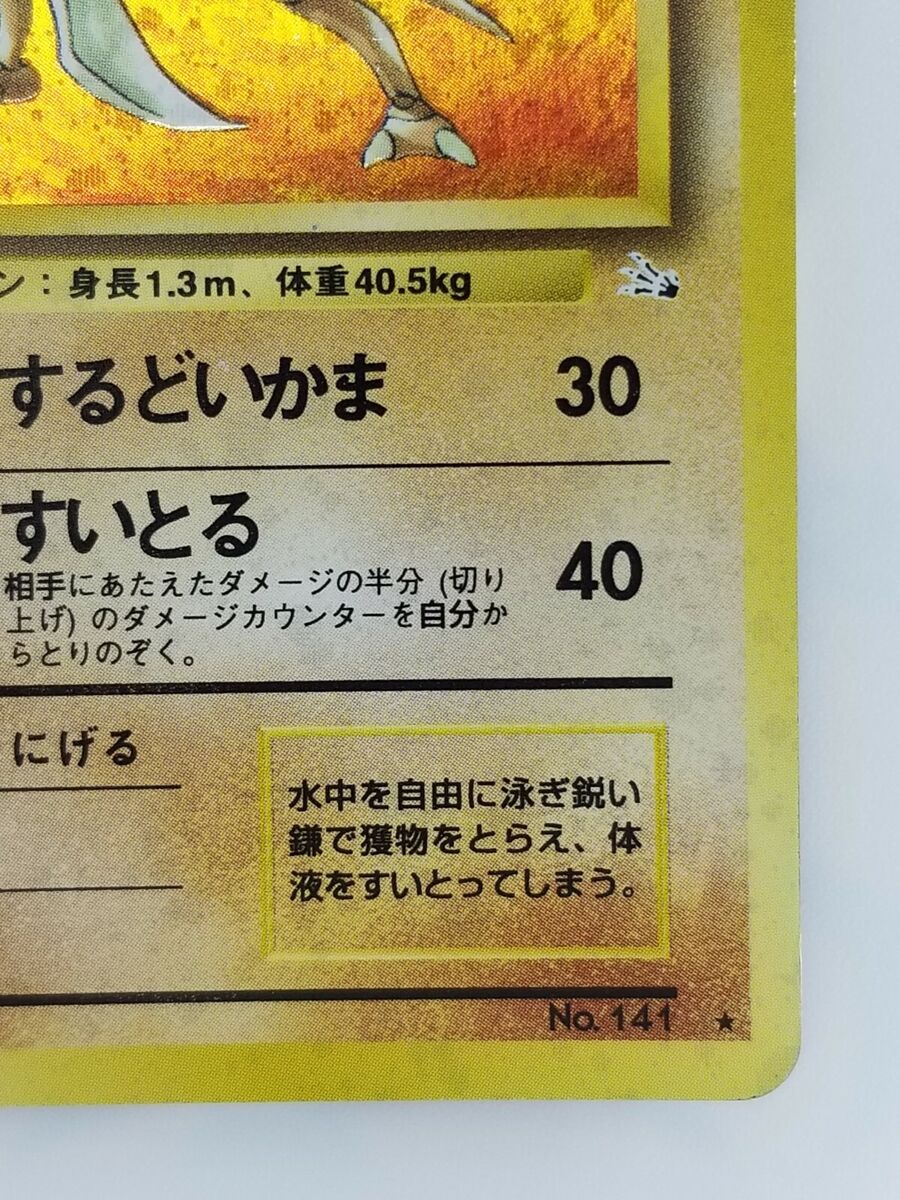 ン：身長1.3m、体重40.5kg
するどいかま 30
すいとる 40
相手にあたえたダメージの半分 (切り
上げ) のダメージカウンターを自分か
らとりのぞく。
にげる
水中を自由に泳ぎ鋭い
鎌で獲物をとらえ、体
液をすいとってしまう。
No. 141 ★